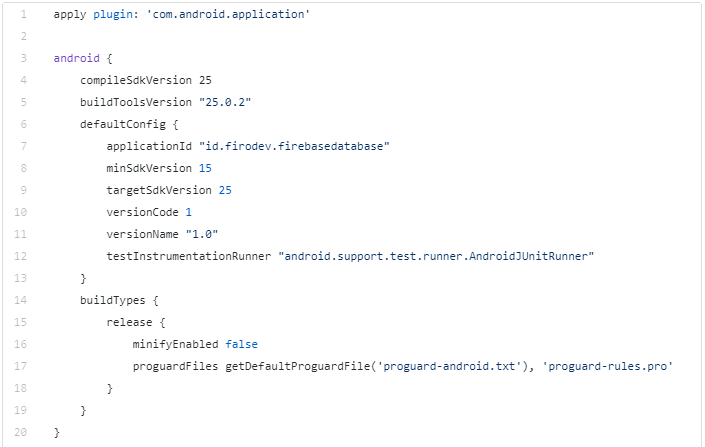 1 apply plugin: 'com.android.application'
2
3 android {
4 compileSdkVersion 25
5 buildToolsVersion "25.0.2"
6 defaultConfig {
7 applicationId "id.firodev.firebasedatabase"
8 minSdkVersion 15
9 targetSdkVersion 25
10 versionCode 1
11 versionName "1.0"
12 testInstrumentationRunner "android.support.test.runner.AndroidJUnitRunner"
13 }
14 buildTypes {
15 release {
16 minifyEnabled false
17 proguardFiles getDefaultProguardFile('proguard-android.txt'), 'proguard-rules.pro'
18 }
19 }
20 }